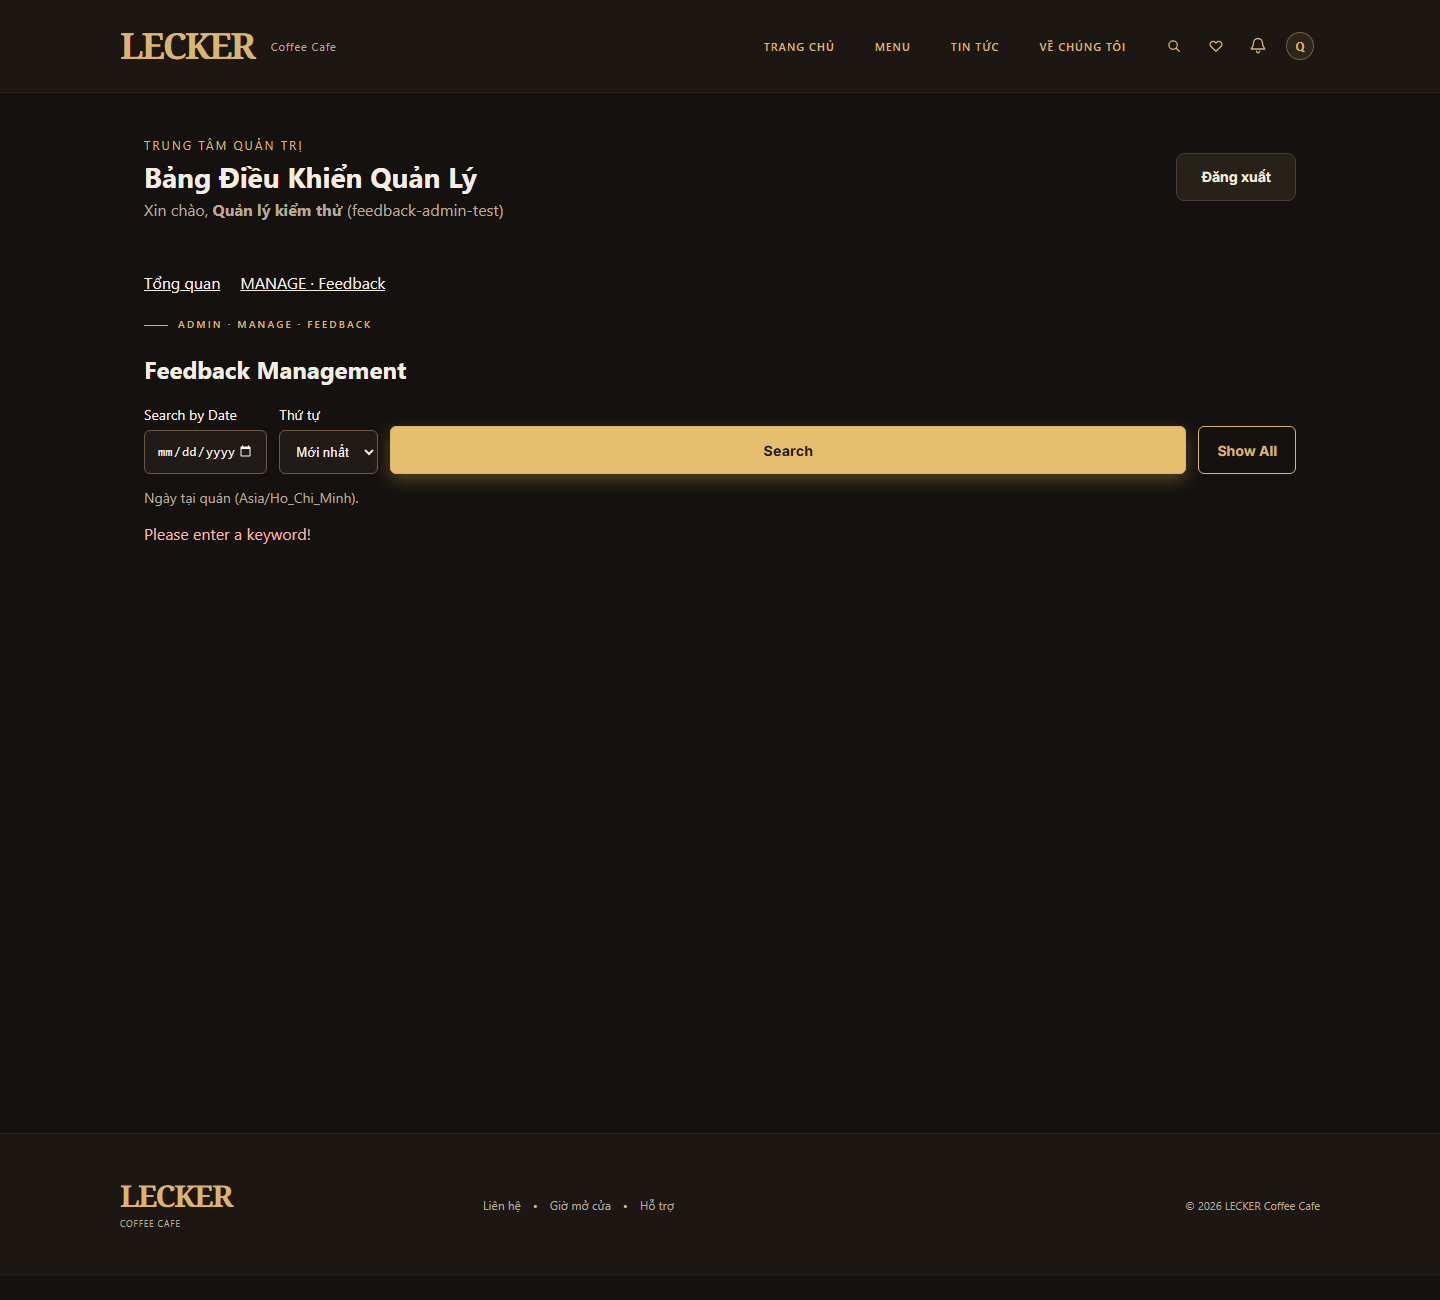 LECKER Coffee Cafe TRANG CHỦ MENU TIN TỨC VỀ CHÚNG TÔI Q
TRUNG TÂM QUẢN TRỊ
Bảng Điều Khiển Quản Lý
Xin chào, Quản lý kiểm thử (feedback-admin-test)
Đăng xuất
Tổng quan MANAGE · Feedback
ADMIN · MANAGE · FEEDBACK
Feedback Management
Search by Date Thứ tự
mm/dd/yyyy Mới nhất Search Show All
Ngày tại quán (Asia/Ho_Chi_Minh).
Please enter a keyword!
LECKER
COFFEE CAFE
Liên hệ • Giờ mở cửa • Hỗ trợ
© 2026 LECKER Coffee Cafe